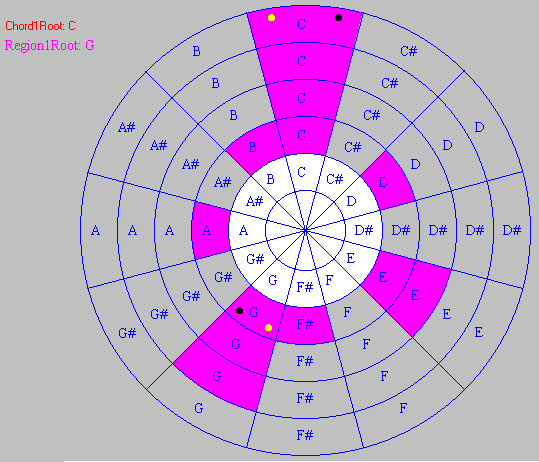 Chord1Root: C
Region1Root: G
C
B C#
C
B C#
C
B C#
A# D
C
A# B C# D
A# D
C
B C#
A# D
A# D
A A A A A D# D# D# D# D#
G# E
G# E
G F
F#
G# E
G F
G# E
F#
G# E
G F
F#
G F
F#
G F
F#